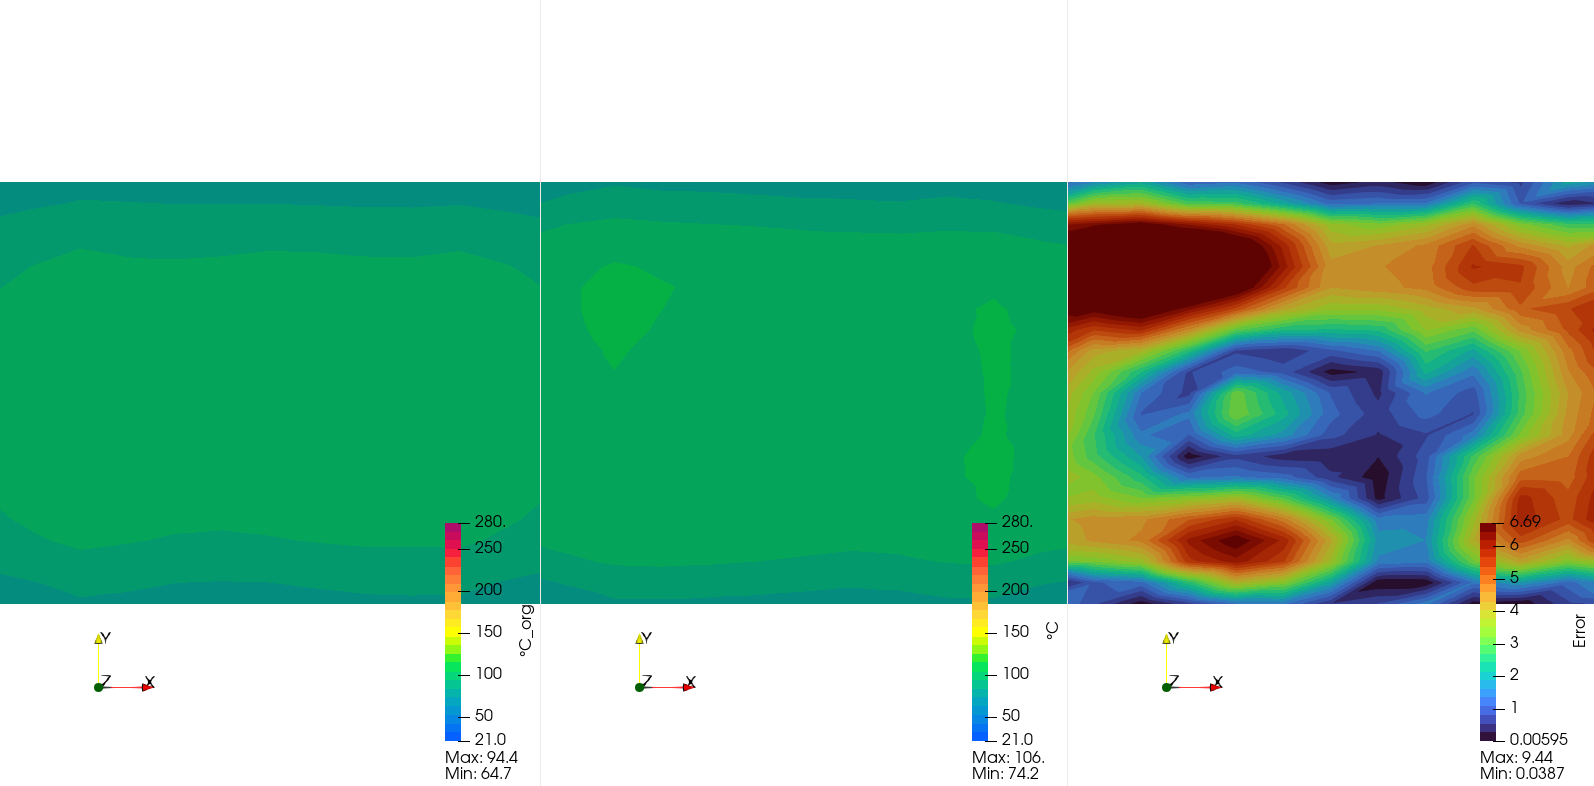 280.
250
200
150
100
50
21.0
°C_org
Max: 94.4
Min: 64.7
Y
Z
X
280.
250
200
150
100
50
21.0
°C
Max: 106.
Min: 74.2
Y
Z
X
6.69
6
5
4
3
2
1
0.00595
Error
Max: 9.44
Min: 0.0387
Y
Z
X